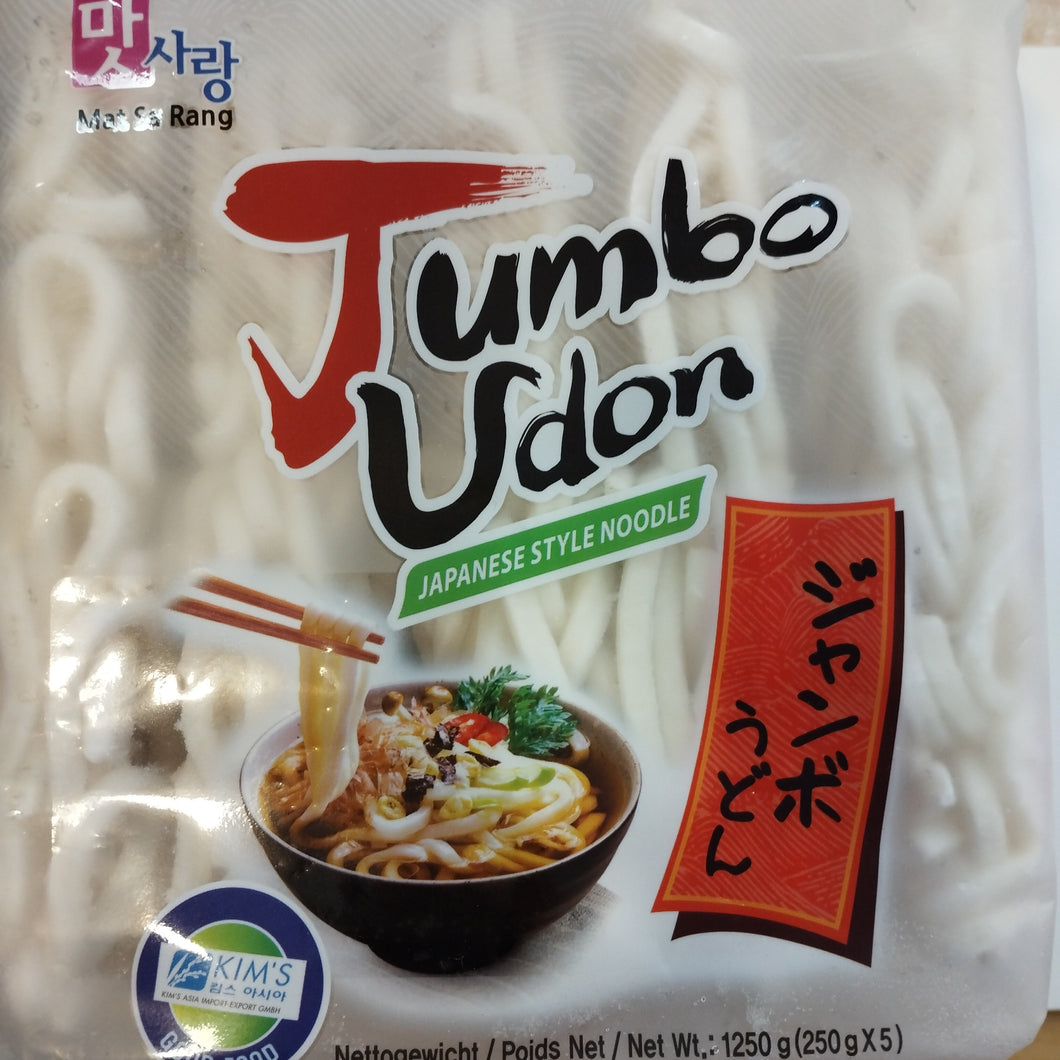 맛사랑
Mat Sa Rang
Jumbo
Udon
JAPANESE STYLE NOODLE
ジャンボ
うどん
KIM'S
킴스 아시아
KIM'S ASIA IMPORT-EXPORT GMBH
FOOD
Nettogewicht / Poids Net / Net Wt.: 1250 g (250 g X 5)